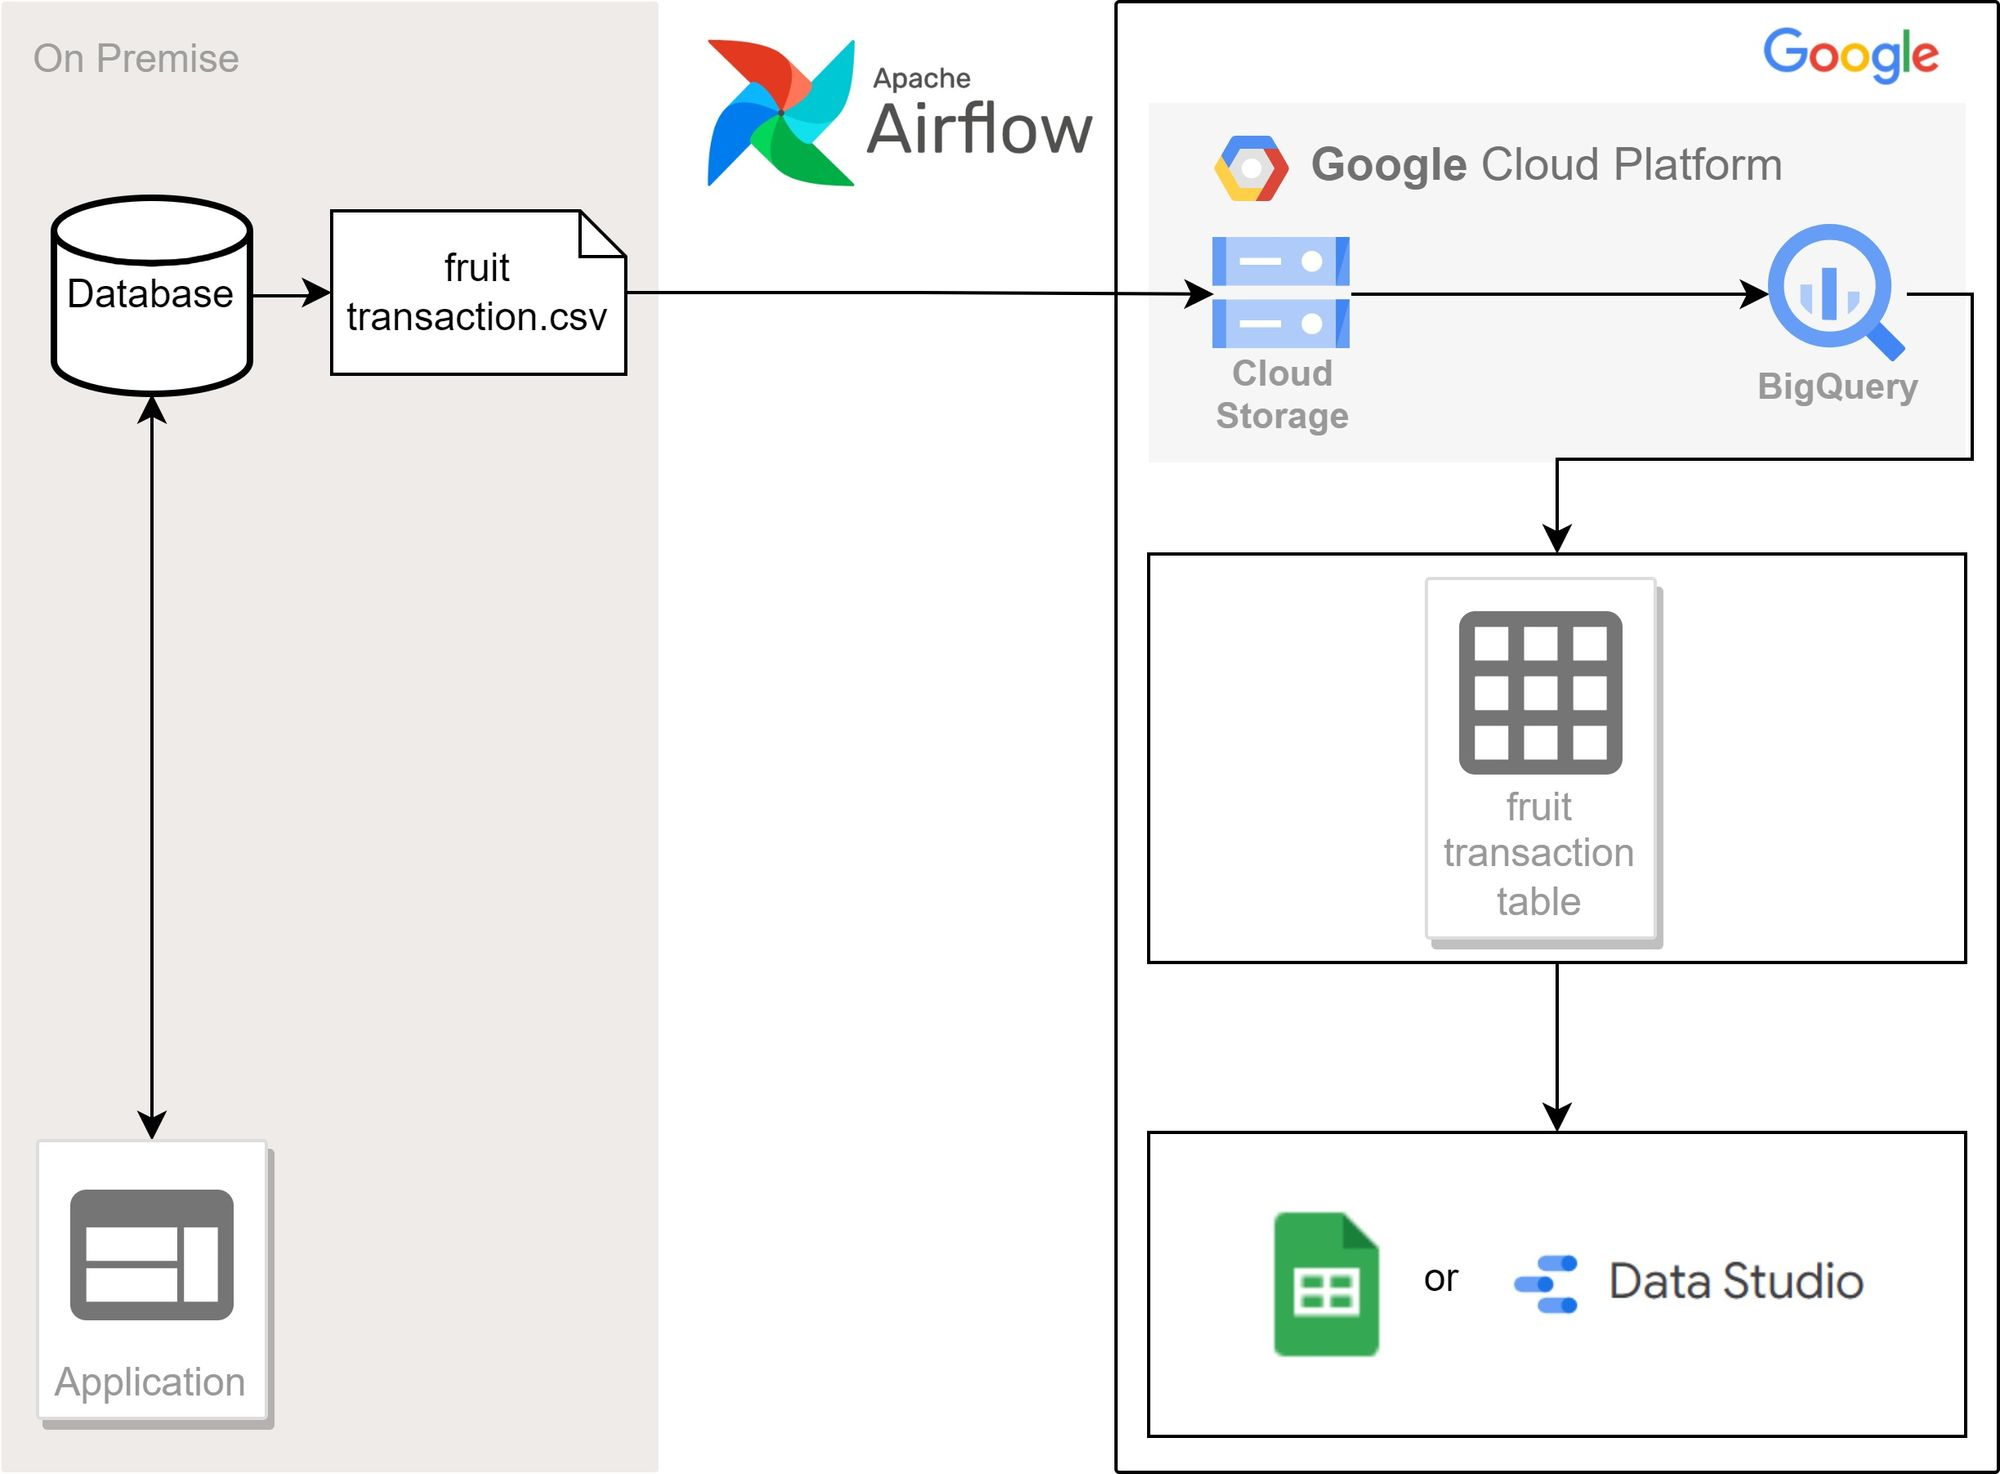 On Premise
Database
fruit
transaction.csv
Application
Apache
Airflow
Google
Google Cloud Platform
Cloud
Storage
BigQuery
fruit
transaction
table
or
Data Studio